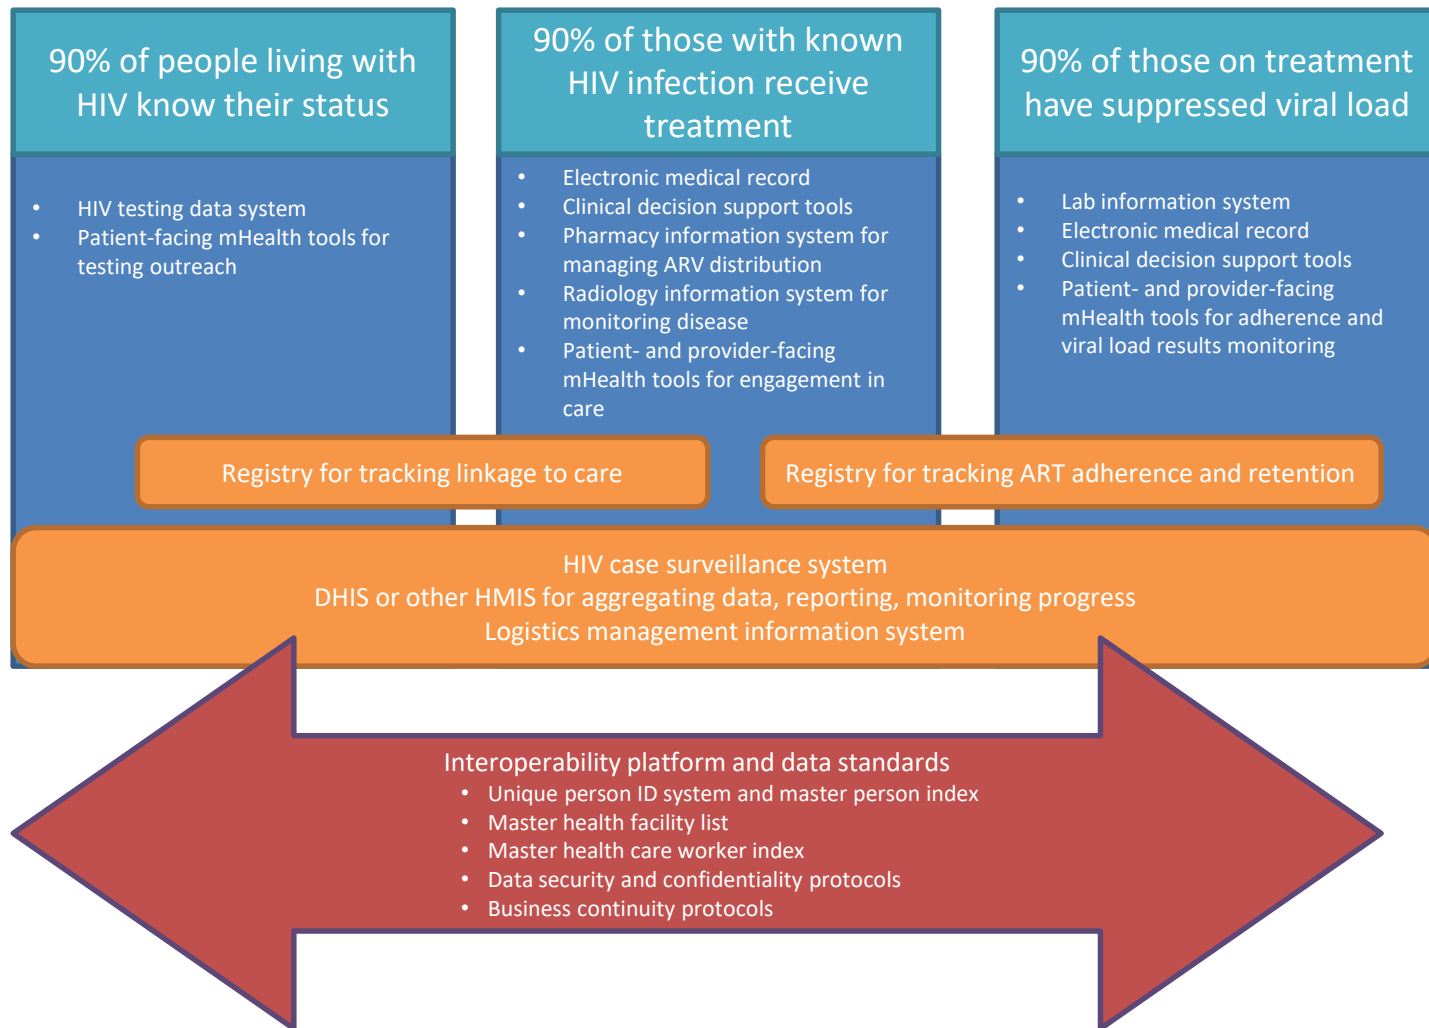 90% of people living with
HIV know their status
• HIV testing data system
• Patient-facing mHealth tools for
testing outreach
90% of those with known
HIV infection receive
treatment
• Electronic medical record
• Clinical decision support tools
• Pharmacy information system for
managing ARV distribution
• Radiology information system for
monitoring disease
• Patient- and provider-facing
mHealth tools for engagement in
care
90% of those on treatment
have suppressed viral load
• Lab information system
• Electronic medical record
• Clinical decision support tools
• Patient- and provider-facing
mHealth tools for adherence and
viral load results monitoring
Registry for tracking linkage to care
Registry for tracking ART adherence and retention
HIV case surveillance system
DHIS or other HMIS for aggregating data, reporting, monitoring progress
Logistics management information system
Interoperability platform and data standards
• Unique person ID system and master person index
• Master health facility list
• Master health care worker index
• Data security and confidentiality protocols
• Business continuity protocols